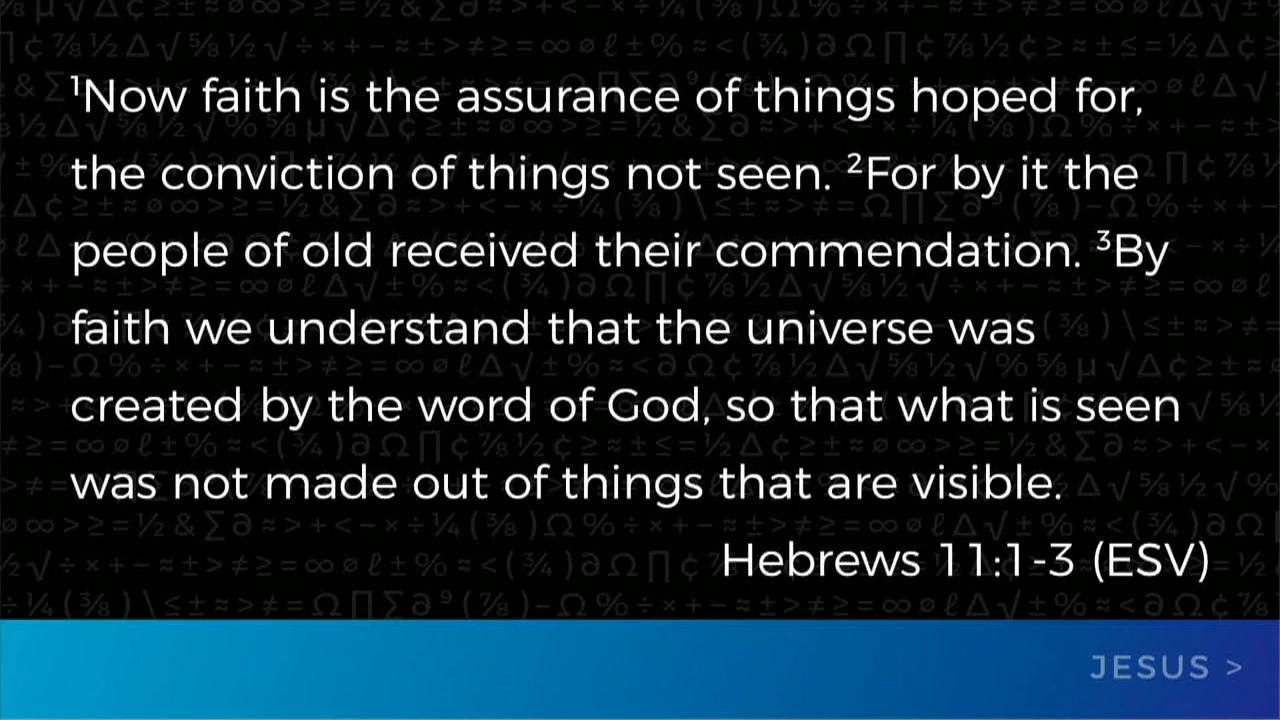 ¹Now faith is the assurance of things hoped for,
the conviction of things not seen. ²For by it the
people of old received their commendation. ³By
faith we understand that the universe was
created by the word of God, so that what is seen
was not made out of things that are visible.
Hebrews 11:1-3 (ESV)
JESUS >